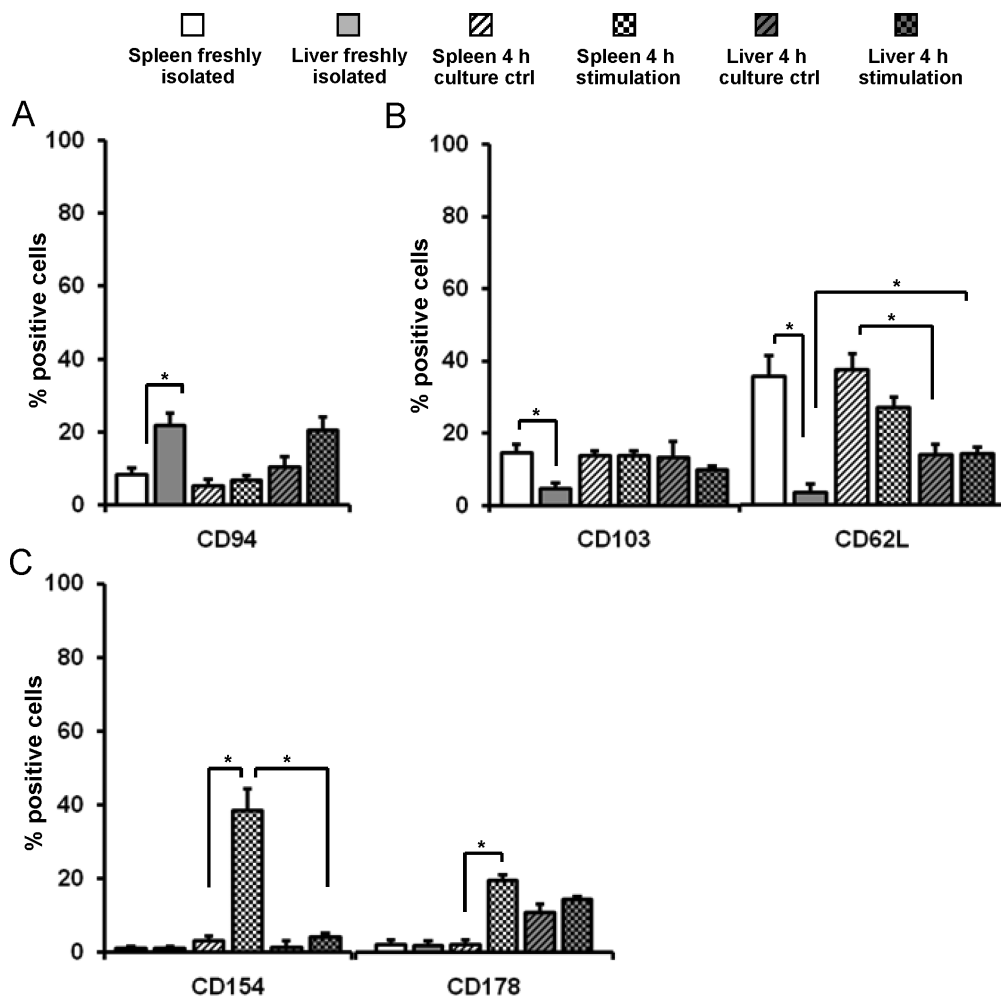 Spleen freshly isolated
Liver freshly isolated
Spleen 4 h culture ctrl
Spleen 4 h stimulation
Liver 4 h culture ctrl
Liver 4 h stimulation
A
100
80
60
40
20
0
% positive cells
*
CD94
B
100
80
60
40
20
0
% positive cells
*
*
*
*
CD103
CD62L
C
100
80
60
40
20
0
% positive cells
*
*
*
CD154
CD178